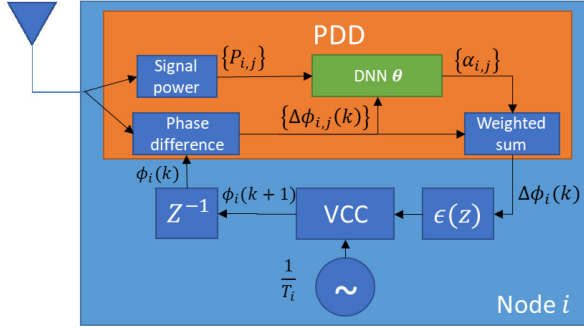 PDD
Signal
power
{P_{i,j}}
DNN θ
{α_{i,j}}
Phase
difference
{Δϕ_{i,j}(k)}
Weighted
sum
ϕ_i(k)
ϕ_i(k+1)
Δϕ_i(k)
Z^{-1}
VCC
ϵ(z)
1/T_i
~
Node i